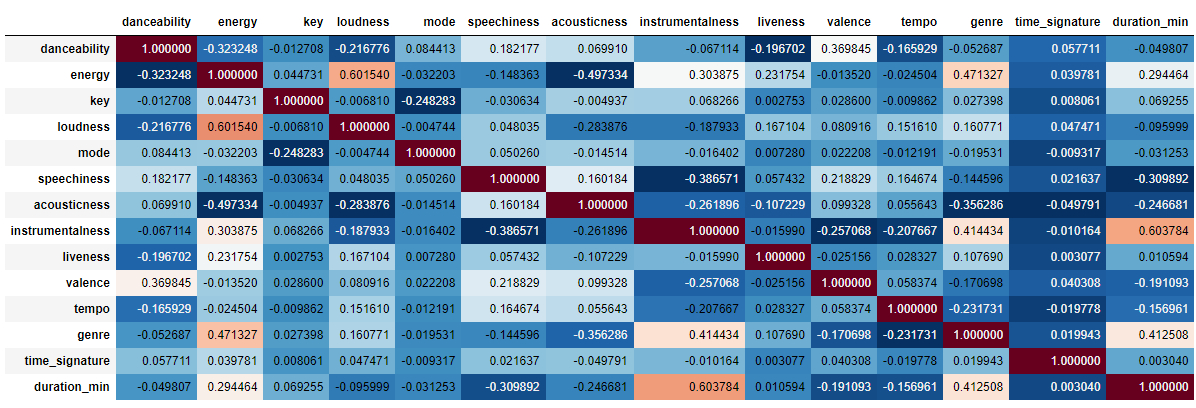 danceability energy key loudness mode speechiness acousticness instrumentalness liveness valence tempo genre time_signature duration_min
danceability 1.000000 -0.323248 -0.012708 -0.216776 0.084413 0.182177 0.069910 -0.067114 -0.196702 0.369845 -0.165929 -0.052687 0.057711 -0.049807
energy -0.323248 1.000000 0.044731 0.601540 -0.032203 -0.148363 -0.497334 0.303875 0.231754 -0.013520 -0.024504 0.471327 0.039781 0.294464
key -0.012708 0.044731 1.000000 -0.006810 -0.248283 -0.030634 -0.004937 0.068266 0.002753 0.028600 -0.009862 0.027398 0.008061 0.069255
loudness -0.216776 0.601540 -0.006810 1.000000 -0.004744 0.048035 -0.283876 -0.187933 0.167104 0.080916 0.151610 0.160771 0.047471 -0.095999
mode 0.084413 -0.032203 -0.248283 -0.004744 1.000000 0.050260 -0.014514 -0.016402 0.007280 0.022208 -0.012191 -0.019531 -0.009317 -0.031253
speechiness 0.182177 -0.148363 -0.030634 0.048035 0.050260 1.000000 0.160184 -0.386571 0.057432 0.218829 0.164674 -0.144596 0.021637 -0.309892
acousticness 0.069910 -0.497334 -0.004937 -0.283876 -0.014514 0.160184 1.000000 -0.261896 -0.107229 0.099328 0.055643 -0.356286 -0.049791 -0.246681
instrumentalness -0.067114 0.303875 0.068266 -0.187933 -0.016402 -0.386571 -0.261896 1.000000 -0.015990 -0.257068 -0.207667 0.414434 -0.010164 0.603784
liveness -0.196702 0.231754 0.002753 0.167104 0.007280 0.057432 -0.107229 -0.015990 1.000000 -0.025156 0.028327 0.107690 0.003077 0.010594
valence 0.369845 -0.013520 0.028600 0.080916 0.022208 0.218829 0.099328 -0.257068 -0.025156 1.000000 0.058374 -0.170698 0.040308 -0.191093
tempo -0.165929 -0.024504 -0.009862 0.151610 -0.012191 0.164674 0.055643 -0.207667 0.028327 0.058374 1.000000 -0.231731 -0.019778 -0.156961
genre -0.052687 0.471327 0.027398 0.160771 -0.019531 -0.144596 -0.356286 0.414434 0.107690 -0.170698 -0.231731 1.000000 0.019943 0.412508
time_signature 0.057711 0.039781 0.008061 0.047471 -0.009317 0.021637 -0.049791 -0.010164 0.003077 0.040308 -0.019778 0.019943 1.000000 0.003040
duration_min -0.049807 0.294464 0.069255 -0.095999 -0.031253 -0.309892 -0.246681 0.603784 0.010594 -0.191093 -0.156961 0.412508 0.003040 1.000000